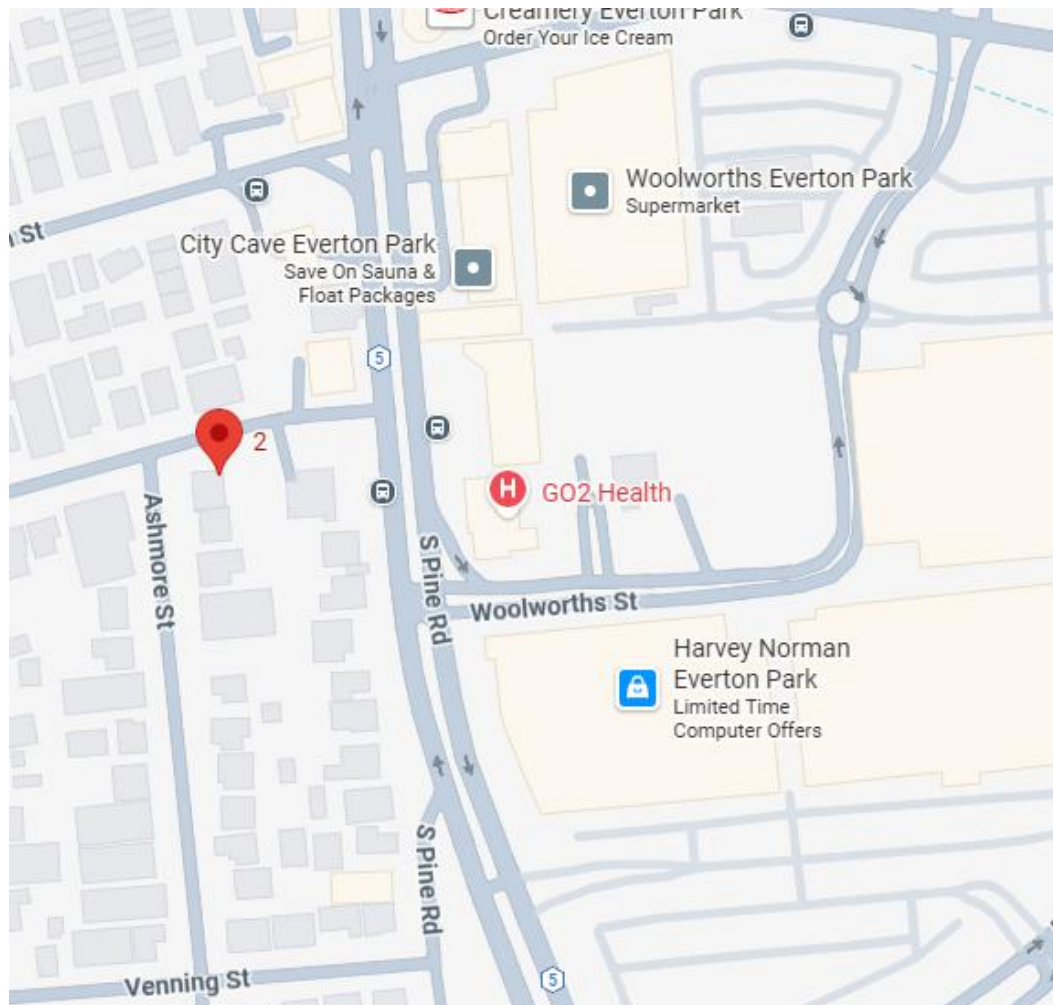 Creamery Everton Park
Order Your Ice Cream
Woolworths Everton Park
Supermarket
St
City Cave Everton Park
Save On Sauna &
Float Packages
5
2
Ashmore St
H
GO2 Health
S Pine Rd
Woolworths St
Harvey Norman
Everton Park
Limited Time
Computer Offers
S Pine Rd
Venning St
5